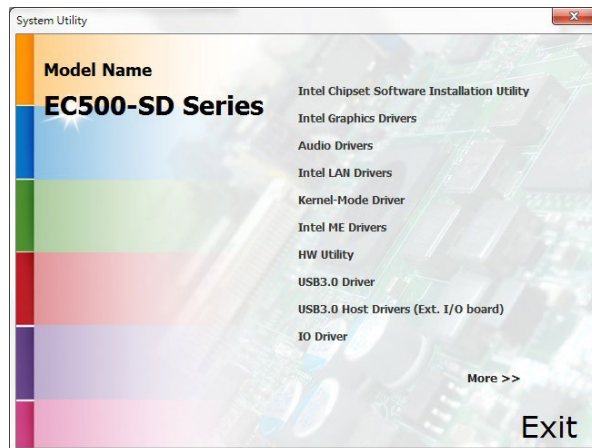 System Utility
Model Name
EC500-SD Series
Intel Chipset Software Installation Utility
Intel Graphics Drivers
Audio Drivers
Intel LAN Drivers
Kernel-Mode Driver
Intel ME Drivers
HW Utility
USB3.0 Driver
USB3.0 Host Drivers (Ext. I/O board)
IO Driver
More >>
Exit